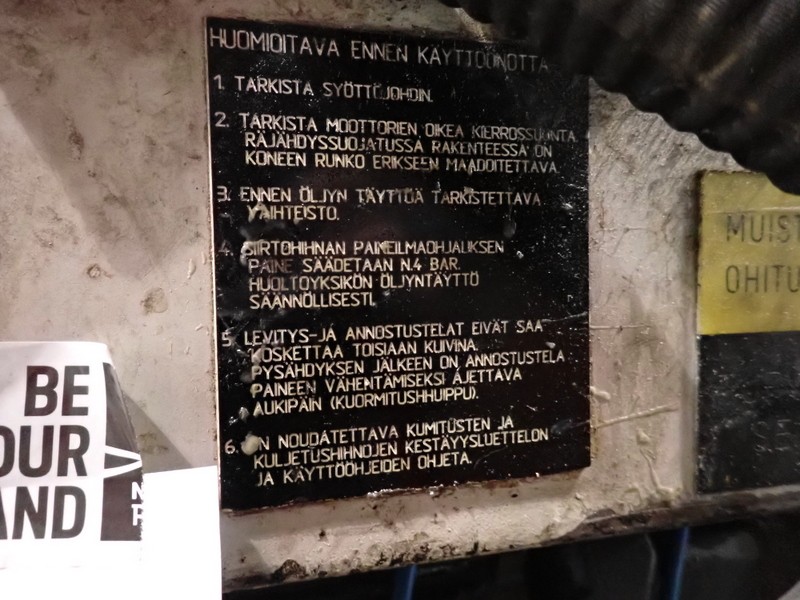 HUOMIOITAVA ENNEN KÄYTTÖÖNOTTA
1. TARKISTA SYÖTTÖJOHDIN.
2. TARKISTA MOOTTORIEN OIKEA KIERROSSUUNTA
RÄJÄHDYSSUOJATUSSA RAKENTEESSA ON
KONEEN RUNKO ERIKSEEN MAADOITETTAVA.
3. ENNEN ÖLJYN TÄYTTÖÄ TARKISTETTAVA
VAIHTEISTO.
4. SIIRTOHIHNAN PAINEILMAOHJAUKSEN
PAINE SÄÄDETÄÄN N.4 BAR.
HUOLTOYKSIKÖN ÖLJYNTÄYTTÖ
SÄÄNNÖLLISESTI.
5. LEVITYS-JA ANNOSTUSTELAT EIVÄT SAA
KOSKETTAA TOISIAAN KUIVINA.
PYSÄHDYKSEN JÄLKEEN ON ANNOSTUSTELA
PAINEEN VÄHENTÄMISEKSI AJETTAVA
AUKIPÄIN (KUORMITUSHUIPPU).
6. ON NOUDATETTAVA KUMITUSTEN JA
KULJETUSHIHNOJEN KESTÄVYYSLUETTELON
JA KÄYTTÖOHJEIDEN OHJETA.
MUIST
OHITU
BE
OUR
AND